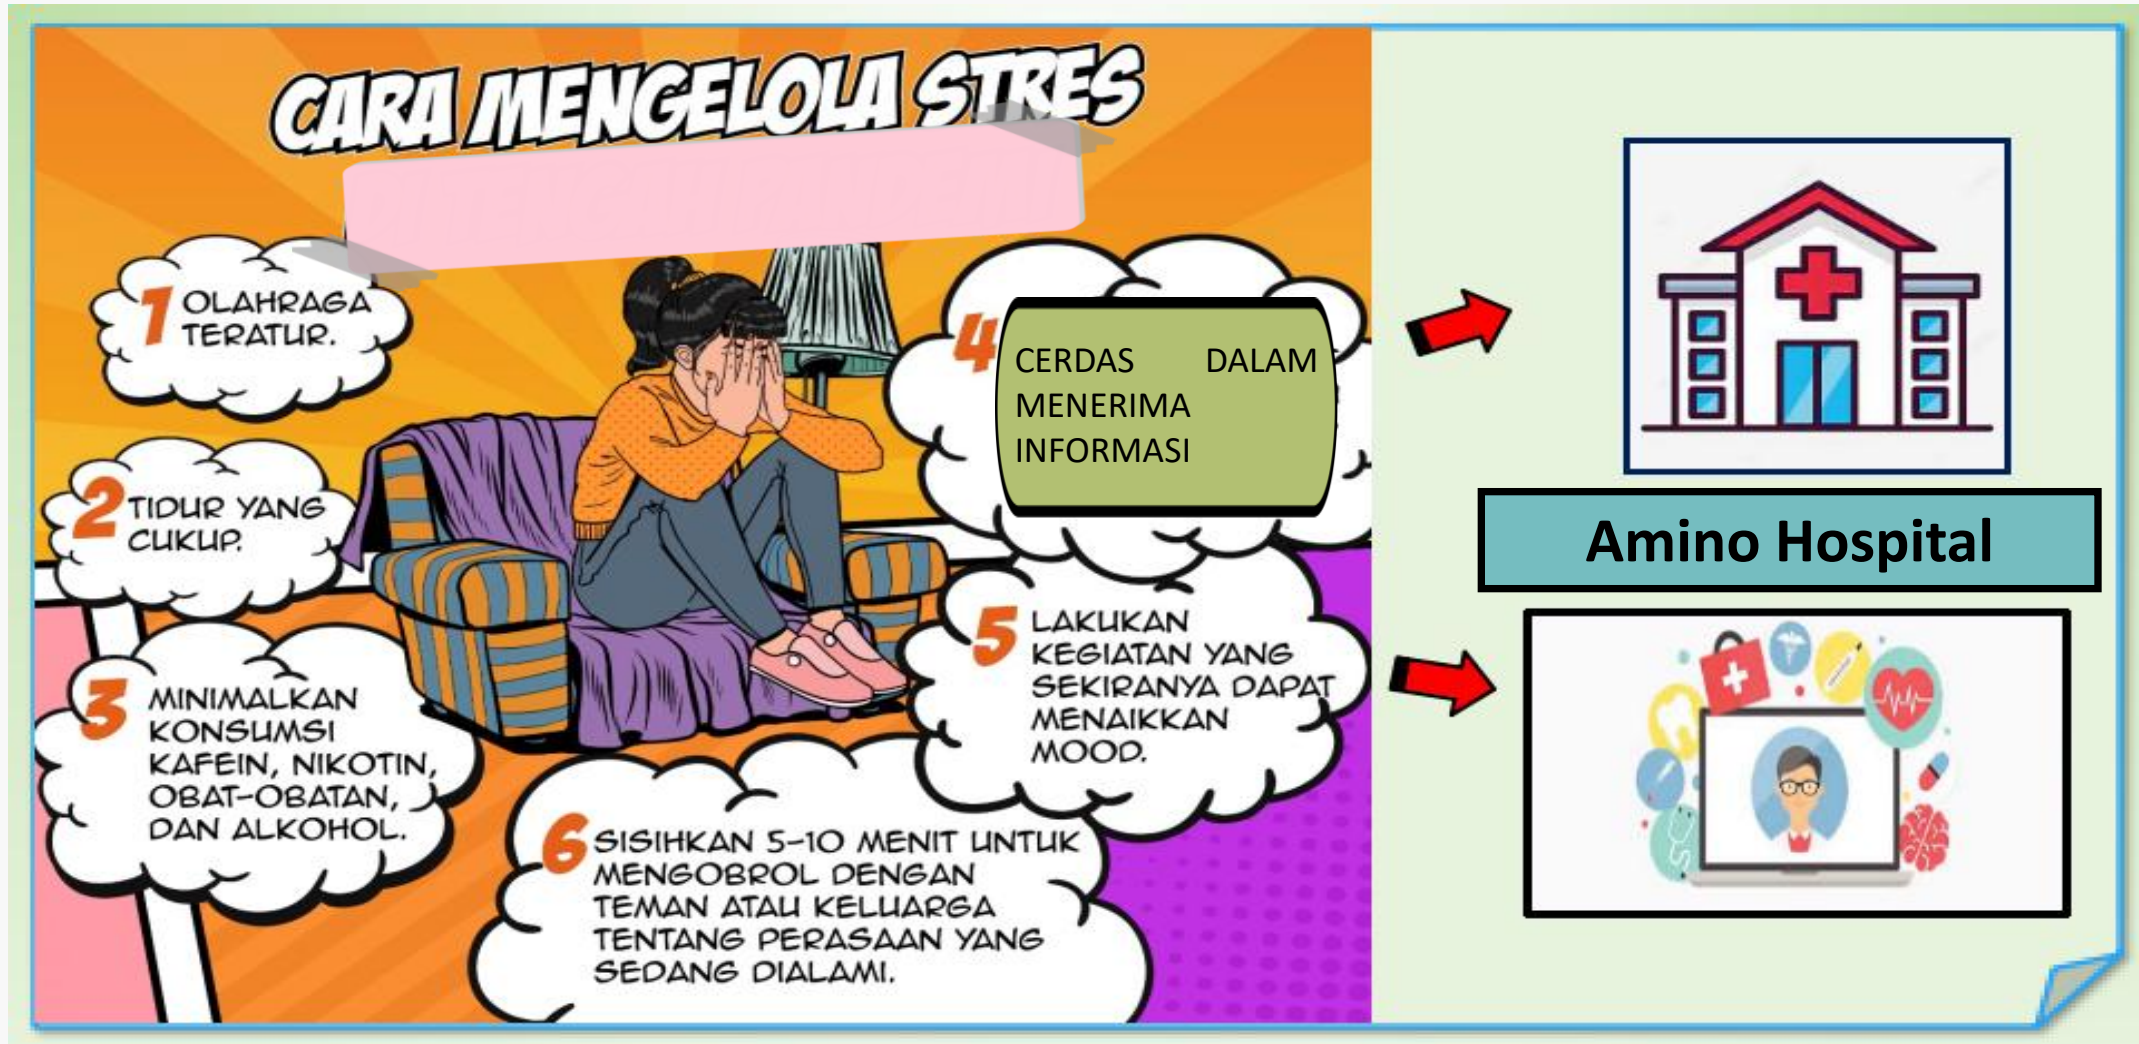 CARA MENGELOLA STRES
1 OLAHRAGA
TERATUR.
2 TIDUR YANG
CUKUP.
3 MINIMALKAN
KONSUMSI
KAFEIN, NIKOTIN,
OBAT-OBATAN,
DAN ALKOHOL.
4 CERDAS DALAM
MENERIMA
INFORMASI
5 LAKUKAN
KEGIATAN YANG
SEKIRANYA DAPAT
MENAIKKAN
MOOD.
6 SISIHKAN 5-10 MENIT UNTUK
MENGOBROL DENGAN
TEMAN ATAU KELUARGA
TENTANG PERASAAN YANG
SEDANG DIALAMI.
Amino Hospital